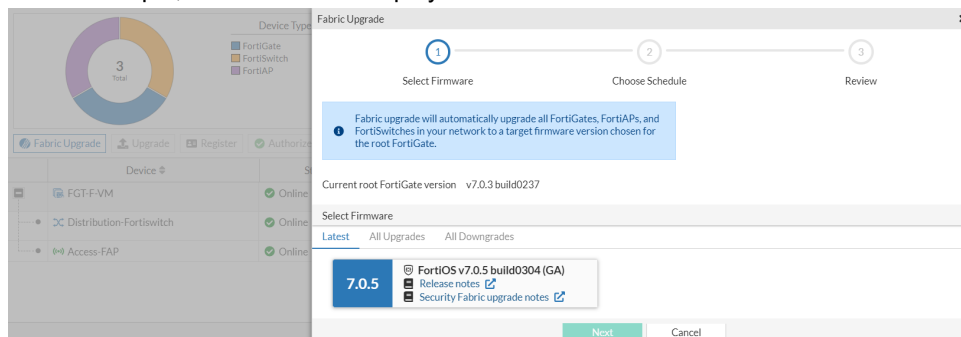 Device Type
3
Total
FortiGate
FortiSwitch
FortiAP
Fabric Upgrade
Upgrade
Register
Authorize
Device
FGT-F-VM
Online
Distribution-Fortiswitch
Online
Access-FAP
Online
Fabric Upgrade
1
2
3
Select Firmware
Choose Schedule
Review
Fabric upgrade will automatically upgrade all FortiGates, FortiAPs, and
FortiSwitches in your network to a target firmware version chosen for
the root FortiGate.
Current root FortiGate version v7.0.3 build0237
Select Firmware
Latest All Upgrades All Downgrades
7.0.5
FortiOS v7.0.5 build0304 (GA)
Release notes
Security Fabric upgrade notes
Next Cancel